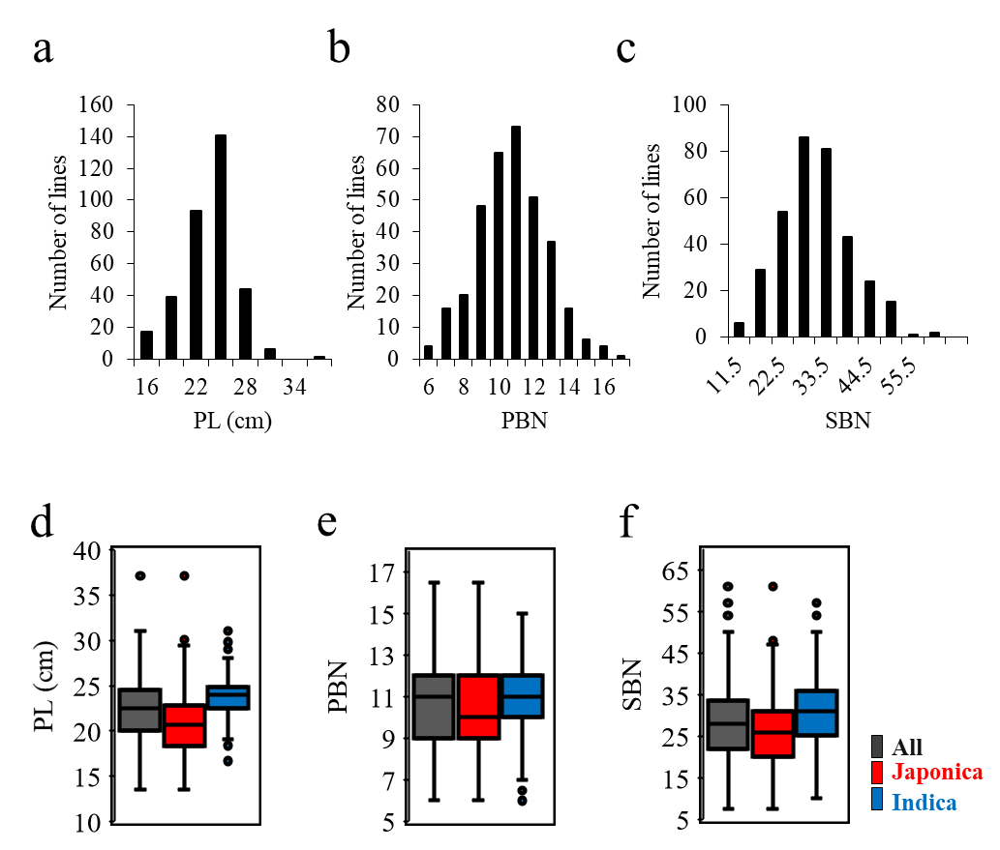 a
160
140
120
100
80
60
40
20
0
Number of lines
16 22 28 34
PL (cm)
b
80
70
60
50
40
30
20
10
0
Number of lines
6 8 10 12 14 16
PBN
c
100
80
60
40
20
0
Number of lines
11.5 22.5 33.5 44.5 55.5
SBN
d
40
35
30
25
20
15
10
PL (cm)
e
17
15
13
11
9
7
5
PBN
f
65
55
45
35
25
15
5
SBN
All
Japonica
Indica